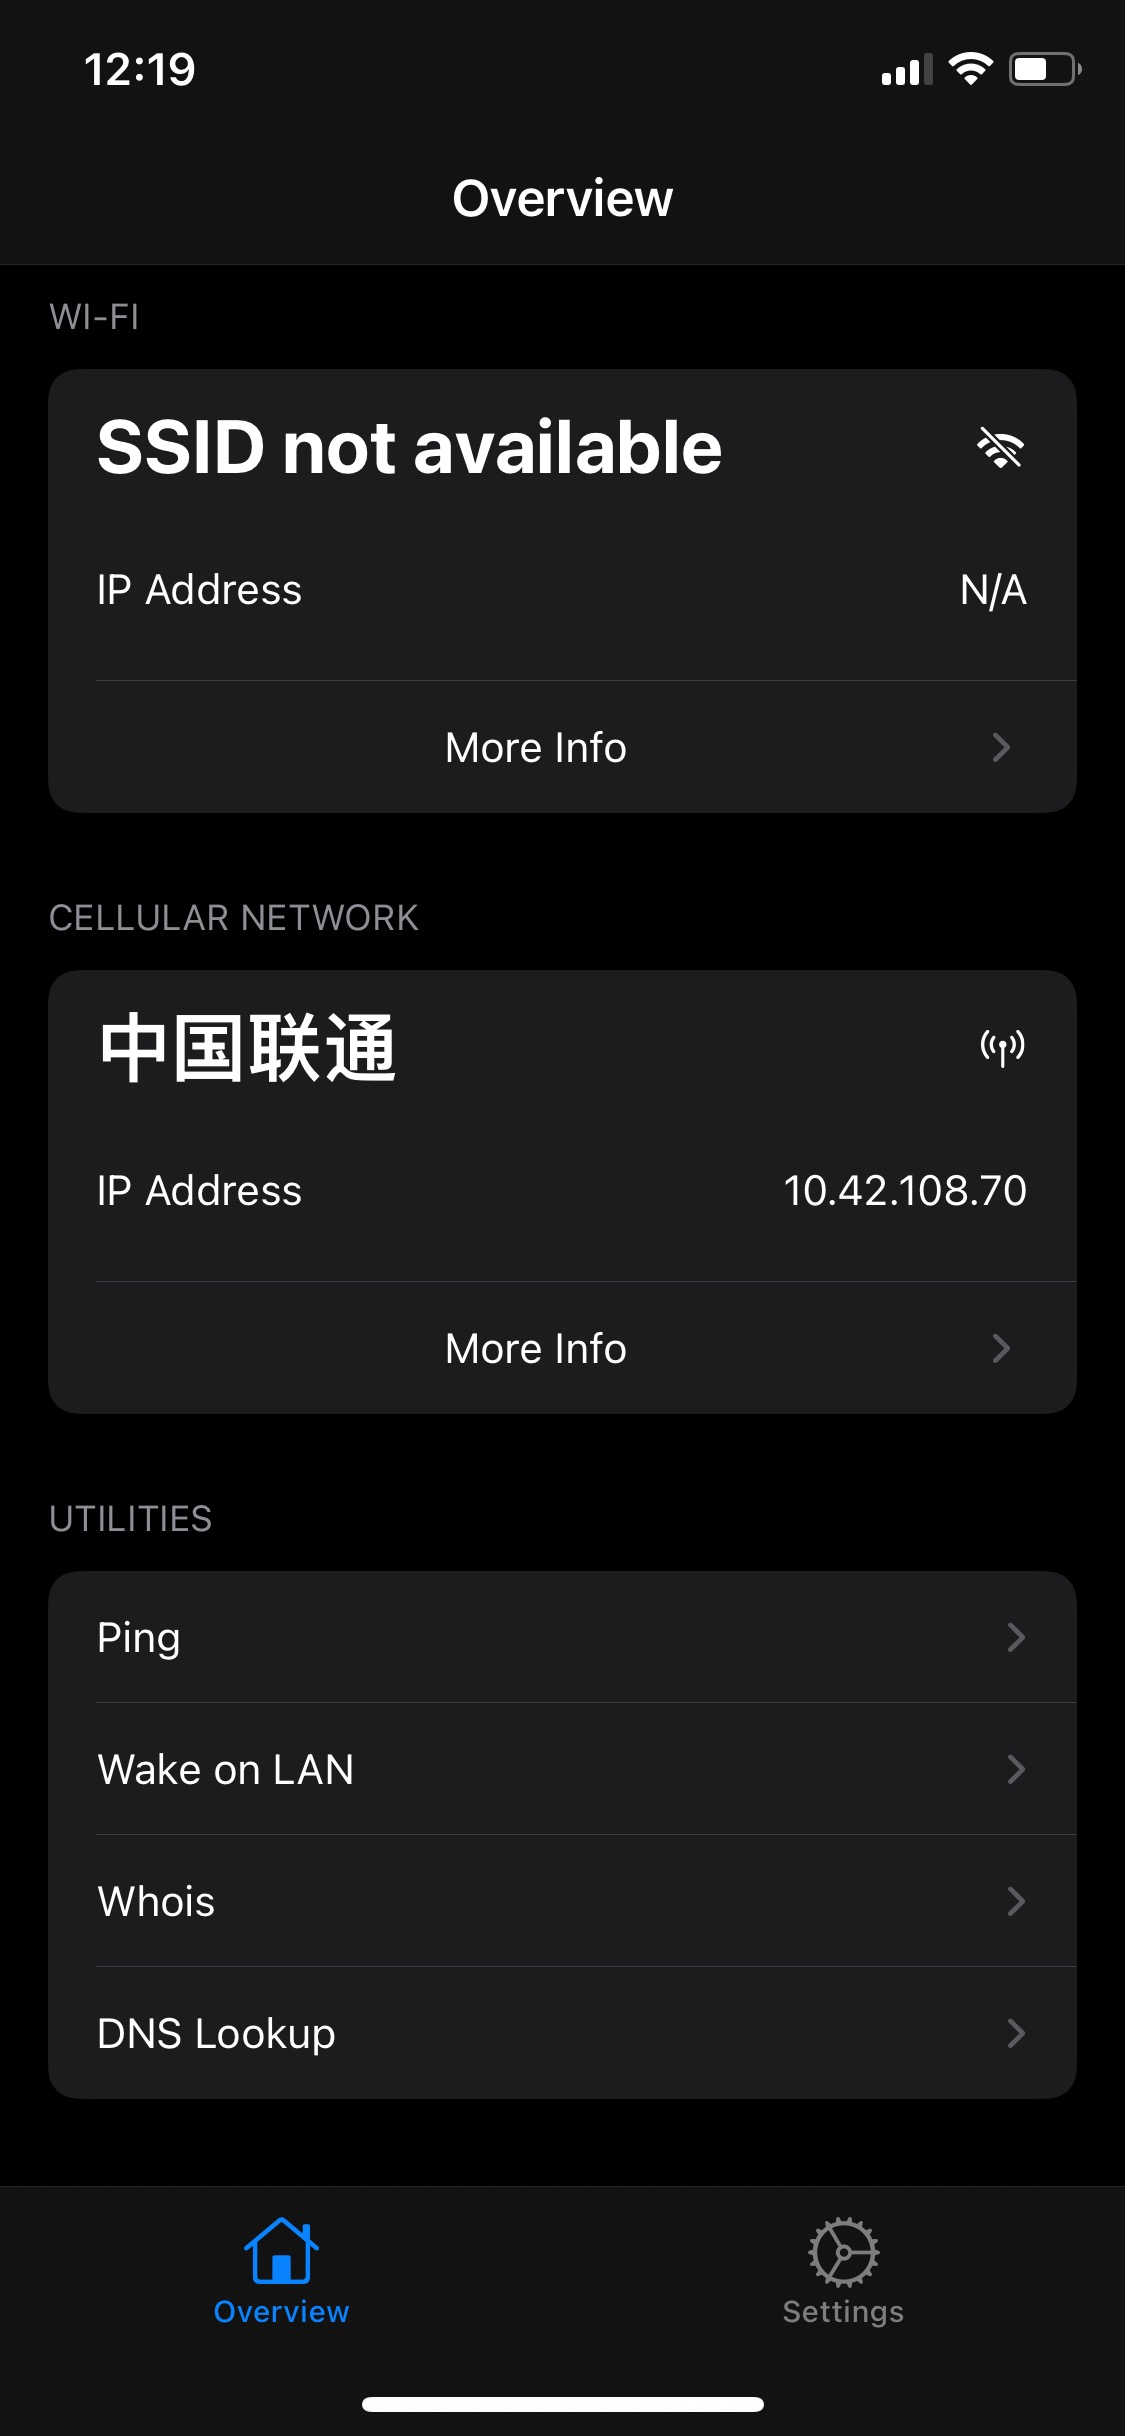 12:19
Overview
WI-FI
SSID not available
IP Address N/A
More Info
CELLULAR NETWORK
中国联通
IP Address 10.42.108.70
More Info
UTILITIES
Ping
Wake on LAN
Whois
DNS Lookup
Overview Settings